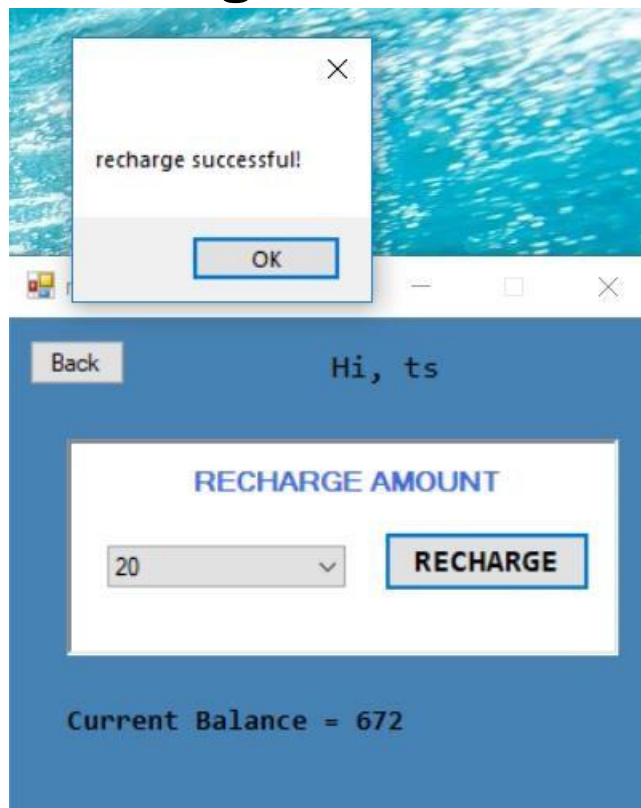 recharge successful!
OK
Back
Hi, ts
RECHARGE AMOUNT
20
RECHARGE
Current Balance = 672